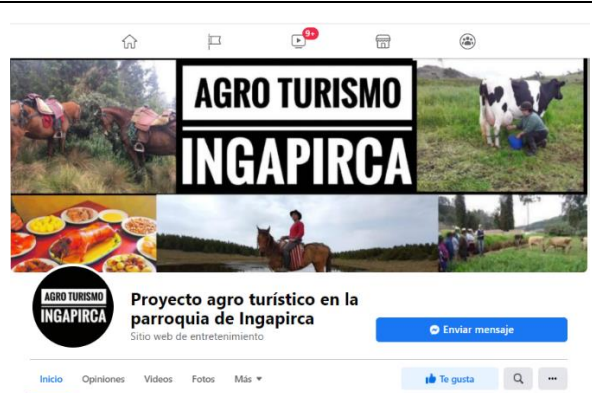 9+
AGRO TURISMO
INGAPIRCA
AGRO TURISMO
INGAPIRCA
Proyecto agro turístico en la
parroquia de Ingapirca
Sitio web de entretenimiento
Enviar mensaje
Inicio Opiniones Videos Fotos Más
Te gusta